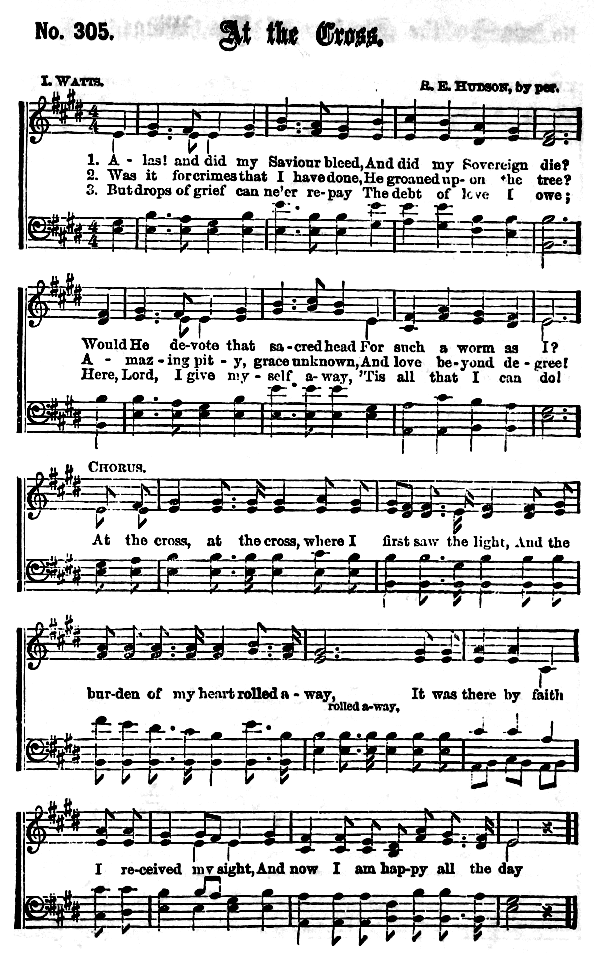 No. 305. At the Cross.
I. WATTS. R. E. HUDSON, by per.
1. A - las! and did my Saviour bleed, And did my Sovereign die?
2. Was it for crimes that I have done, He groaned up- on the tree?
3. But drops of grief can ne'er re- pay The debt of love I owe;
Would He de- vote that sa- cred head For such a worm as I?
A - maz - ing pit - y, grace unknown, And love be- yond de- gree!
Here, Lord, I give my - self a- way, 'Tis all that I can do!
CHORUS.
At the cross, at the cross, where I first saw the light, And the
bur- den of my heart rolled a - way, It was there by faith
rolled a-way,
I re- ceived my sight, And now I am hap- py all the day